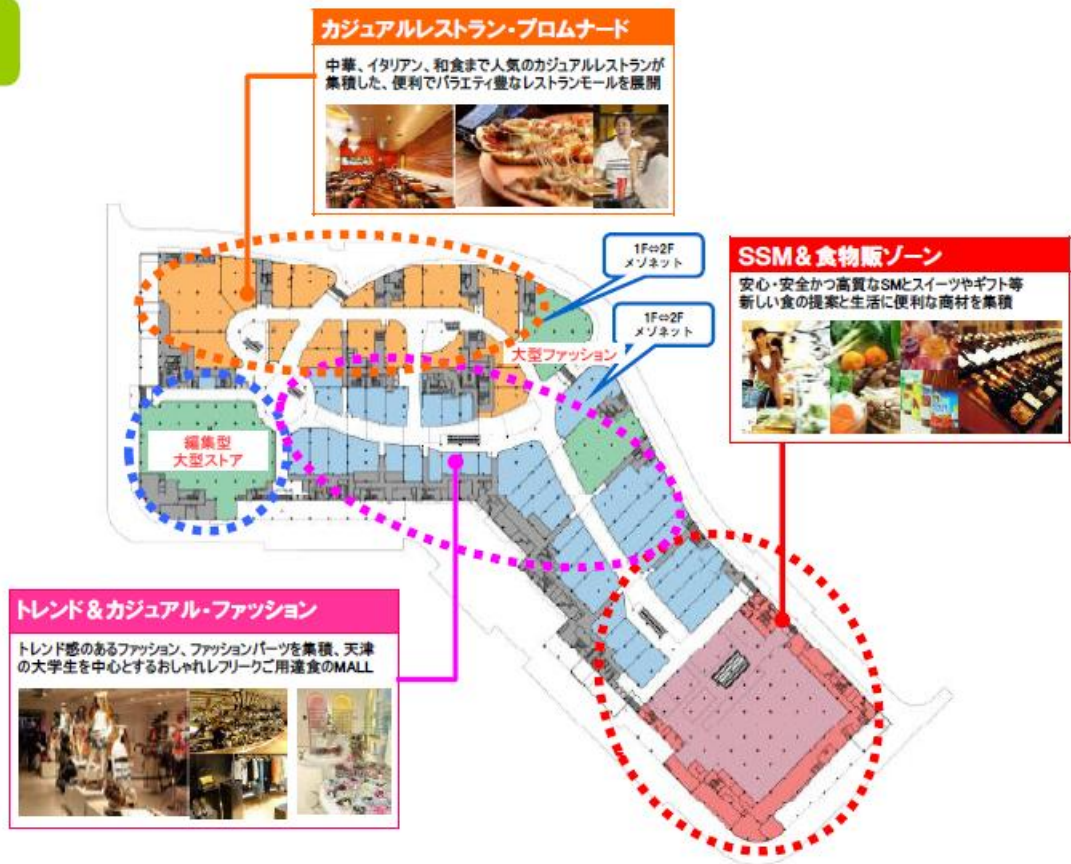 カジュアルレストラン・プロムナード
中華、イタリアン、和食まで人気のカジュアルレストランが
集積した、便利でバラエティ豊なレストランモールを展開
1F⇔2F
メゾネット
1F⇔2F
メゾネット
大型ファッション
SSM&食物販ゾーン
安心・安全かつ高質なSMとスイーツやギフト等
新しい食の提案と生活に便利な商材を集積
編集型
大型ストア
トレンド&カジュアル・ファッション
トレンド感のあるファッション、ファッションパーツを集積、天津
の大学生を中心とするおしゃれレフリークご用達食のMALL